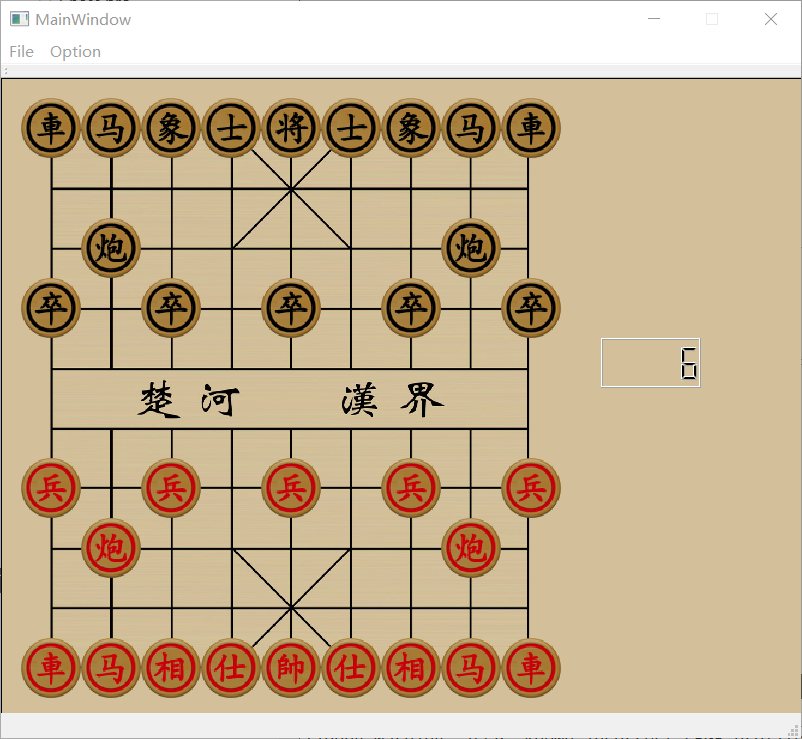 MainWindow
File Option
車马象士将士象马車
炮 炮
卒 卒 卒 卒 卒
楚河 漢界
6
兵 兵 兵 兵 兵
炮 炮
車马相仕帥仕相马車